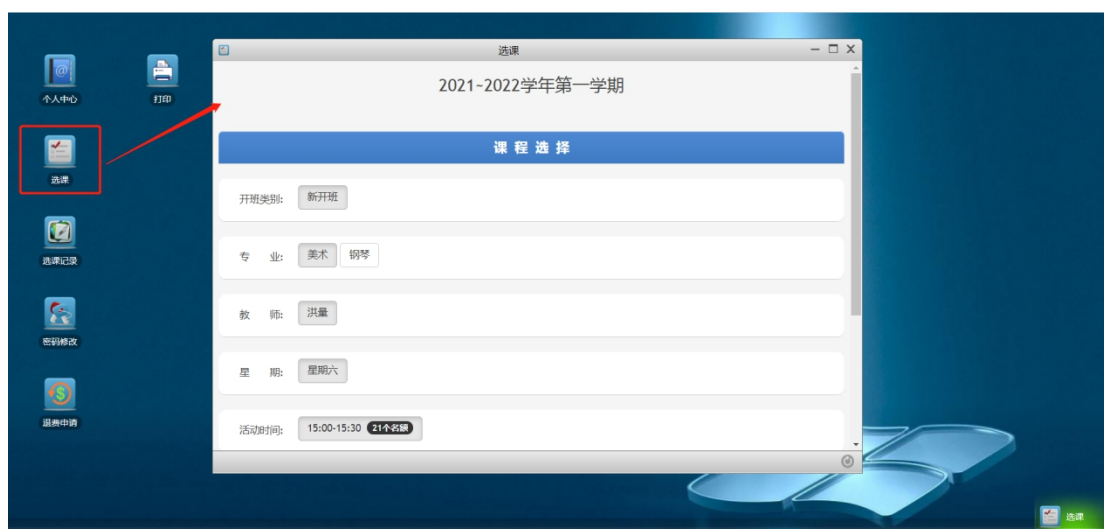 个人中心
打印
选课
选课记录
密码修改
退费申请
选课
2021~2022学年第一学期
课程选择
开班类别: 新开班
专 业: 美术 钢琴
教 师: 洪量
星 期: 星期六
活动时间: 15:00-15:30 21个名额
选课